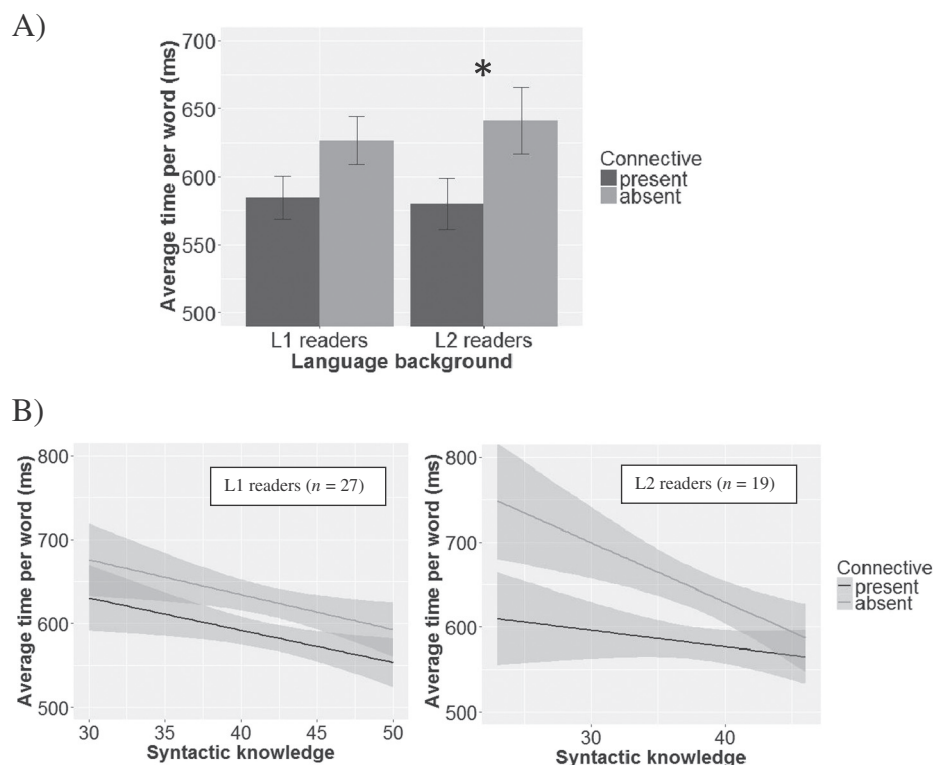 A)
700
650
600
550
500
Average time per word (ms)
*
L1 readers
L2 readers
Language background
Connective
present
absent
B)
800
700
600
500
Average time per word (ms)
L1 readers (n = 27)
30
35
40
45
50
Syntactic knowledge
800
700
600
500
Average time per word (ms)
L2 readers (n = 19)
30
40
Syntactic knowledge
Connective
present
absent